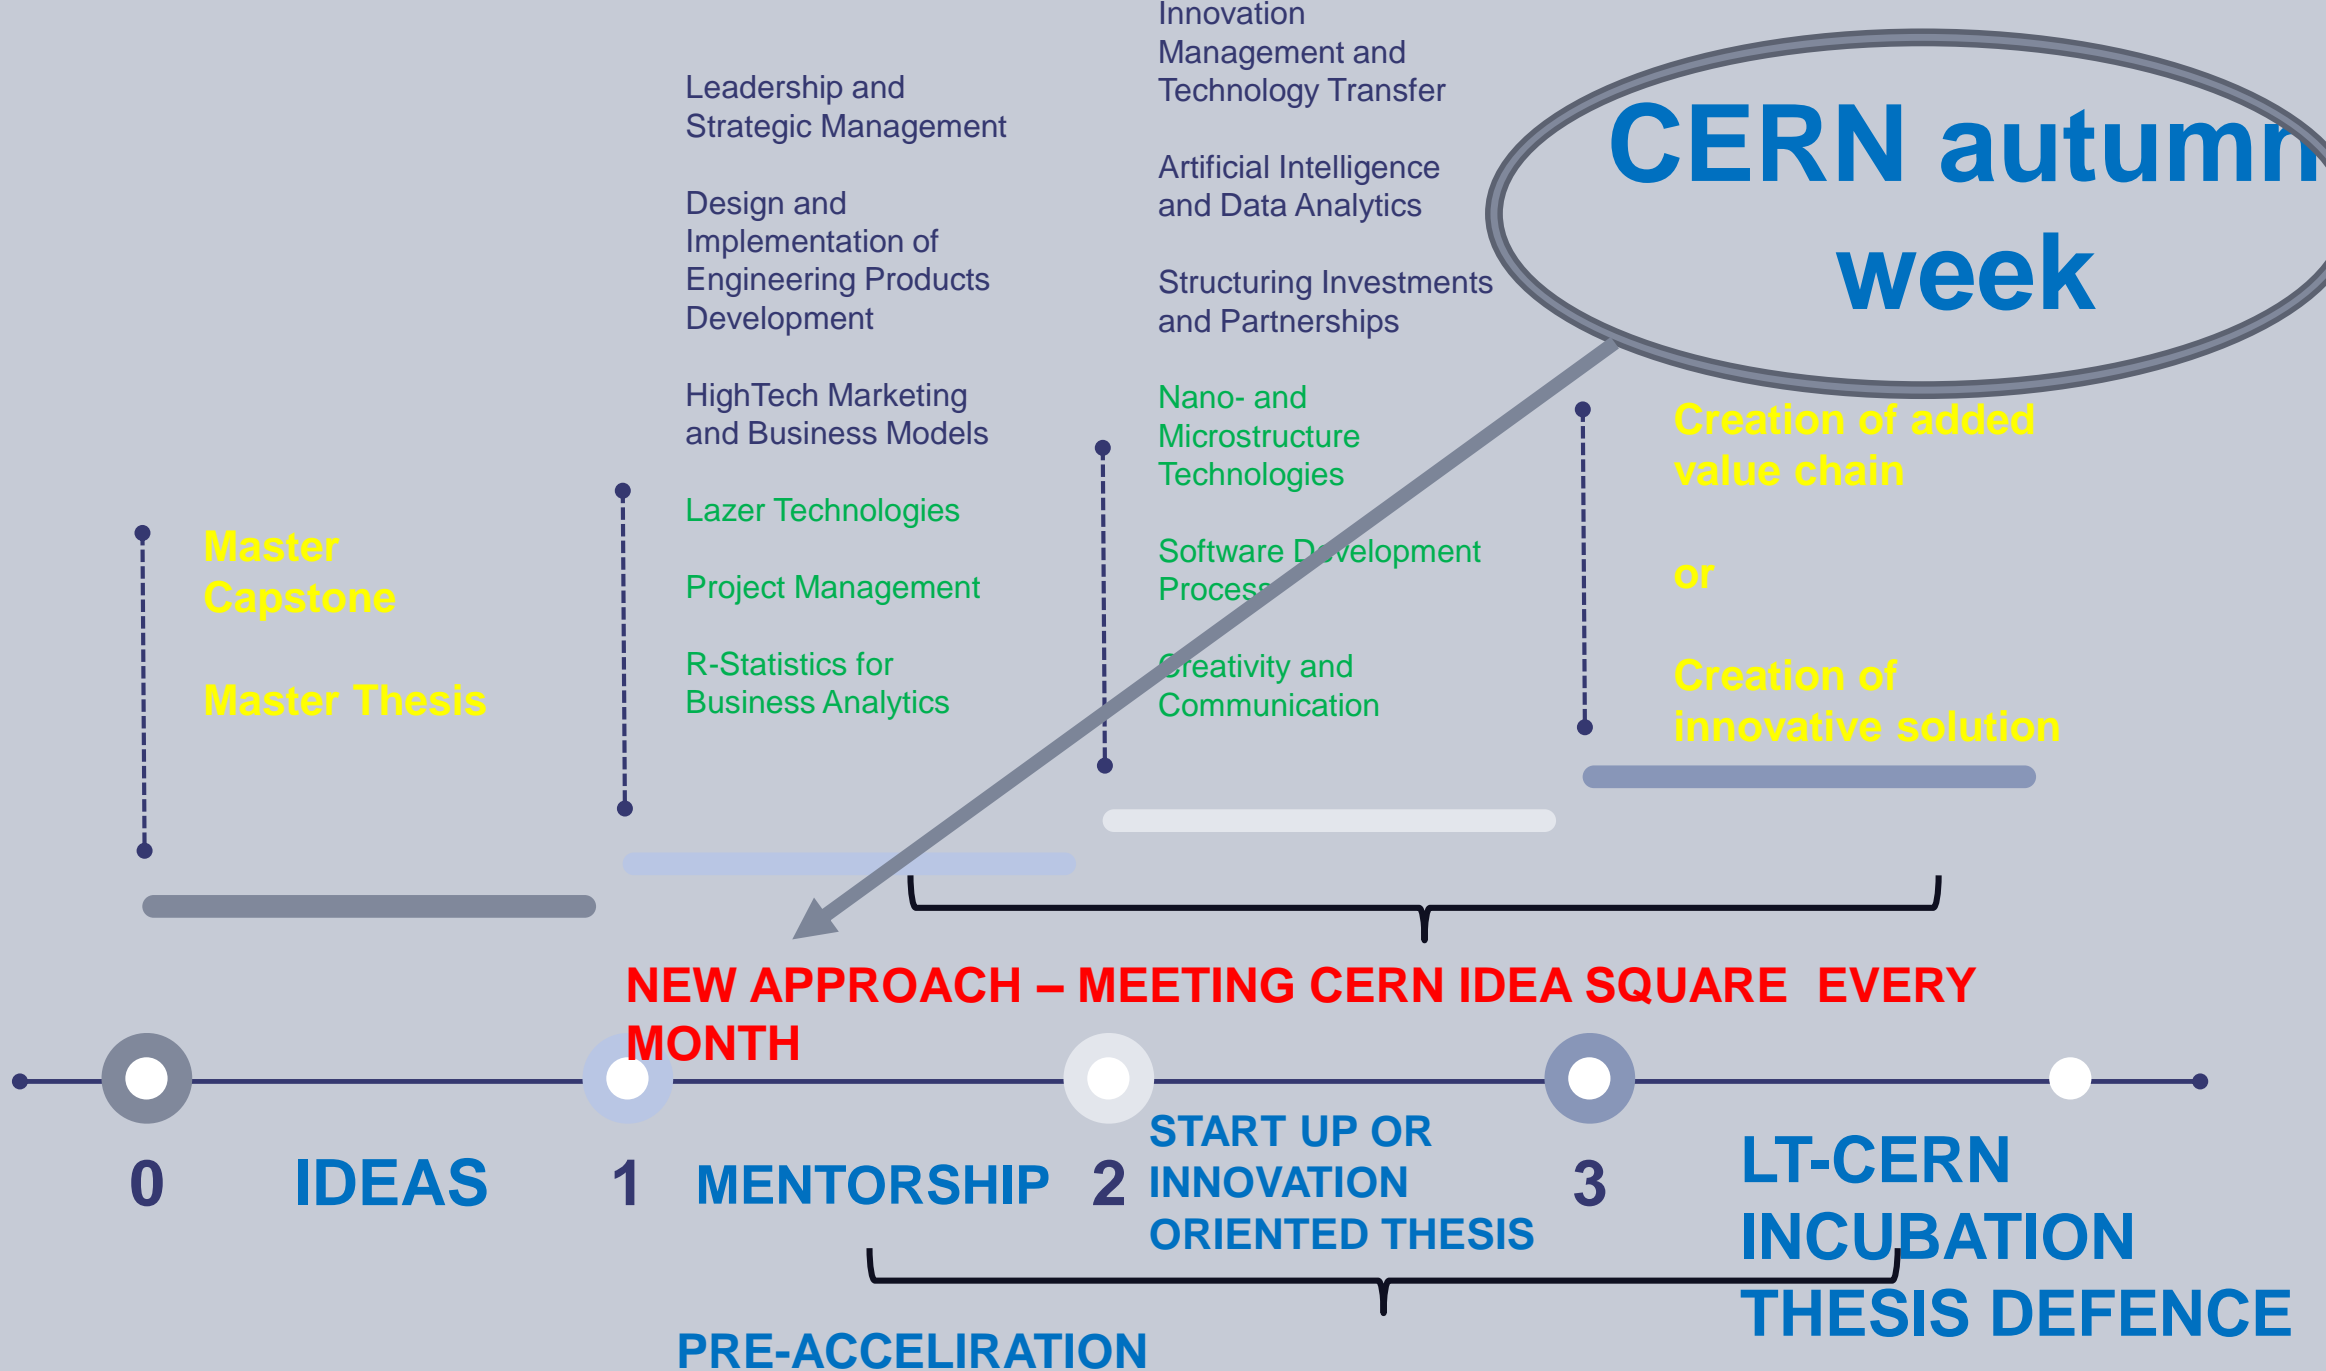 Innovation
Management and
Technology Transfer
Artificial Intelligence
and Data Analytics
Structuring Investments
and Partnerships
Nano- and
Microstructure
Technologies
Software Development
Process
Creativity and
Communication
Leadership and
Strategic Management
Design and
Implementation of
Engineering Products
Development
HighTech Marketing
and Business Models
Lazer Technologies
Project Management
R-Statistics for
Business Analytics
CERN autumn
week
Master
Capstone
Master Thesis
Creation of added
value chain
or
Creation of
innovative solution
NEW APPROACH – MEETING CERN IDEA SQUARE EVERY
MONTH
0
IDEAS
1
MENTORSHIP
2
START UP OR
INNOVATION
ORIENTED THESIS
3
LT-CERN
INCUBATION
THESIS DEFENCE
PRE-ACCELIRATION